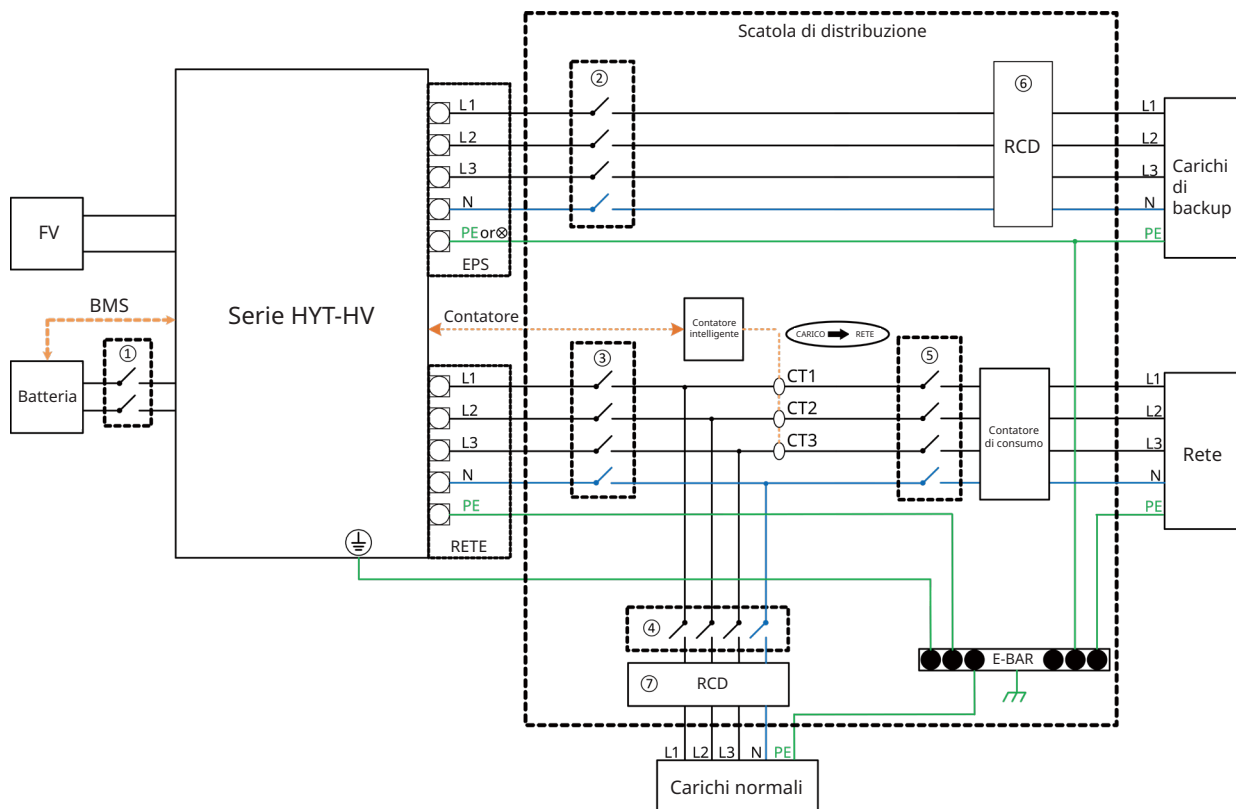 Scatola di distribuzione
②
⑥
L1
L2
L3
N
PE or⊗
EPS
RCD
L1
L2
L3
N
PE
Carichi
di
backup
FV
BMS
Serie HYT-HV
Contatore
Contatore
intelligente
CARICO
RETE
①
③
⑤
Batteria
L1
L2
L3
N
PE
RETE
CT1
CT2
CT3
Contatore
di consumo
L1
L2
L3
N
PE
Rete
④
E-BAR
⑦
RCD
L1
L2
L3
N
PE
Carichi normali